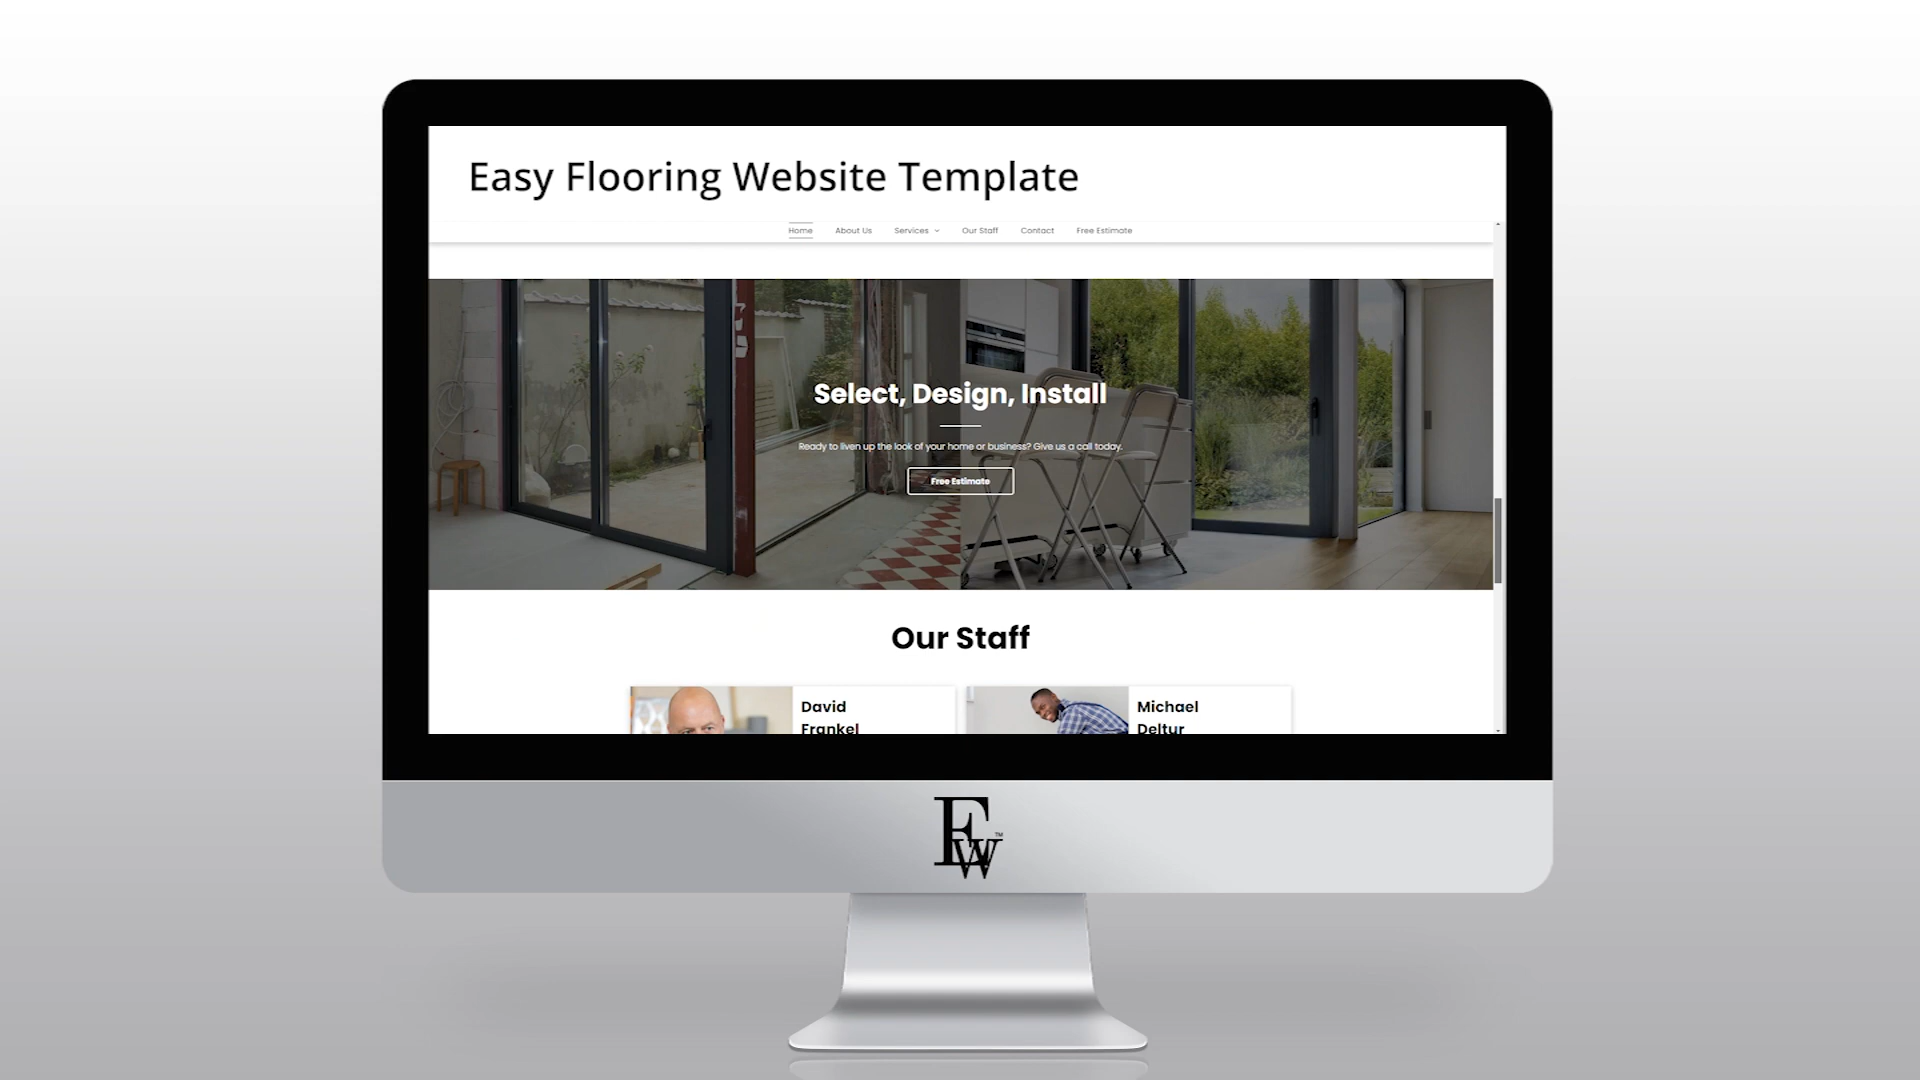 Easy Flooring Website Template
Home About Us Services Our Staff Contact Free Estimate
Select, Design, Install
Ready to liven up the look of your home or business? Give us a call today.
Free Estimate
Our Staff
David
Frankel
Michael
Deltur
EW™